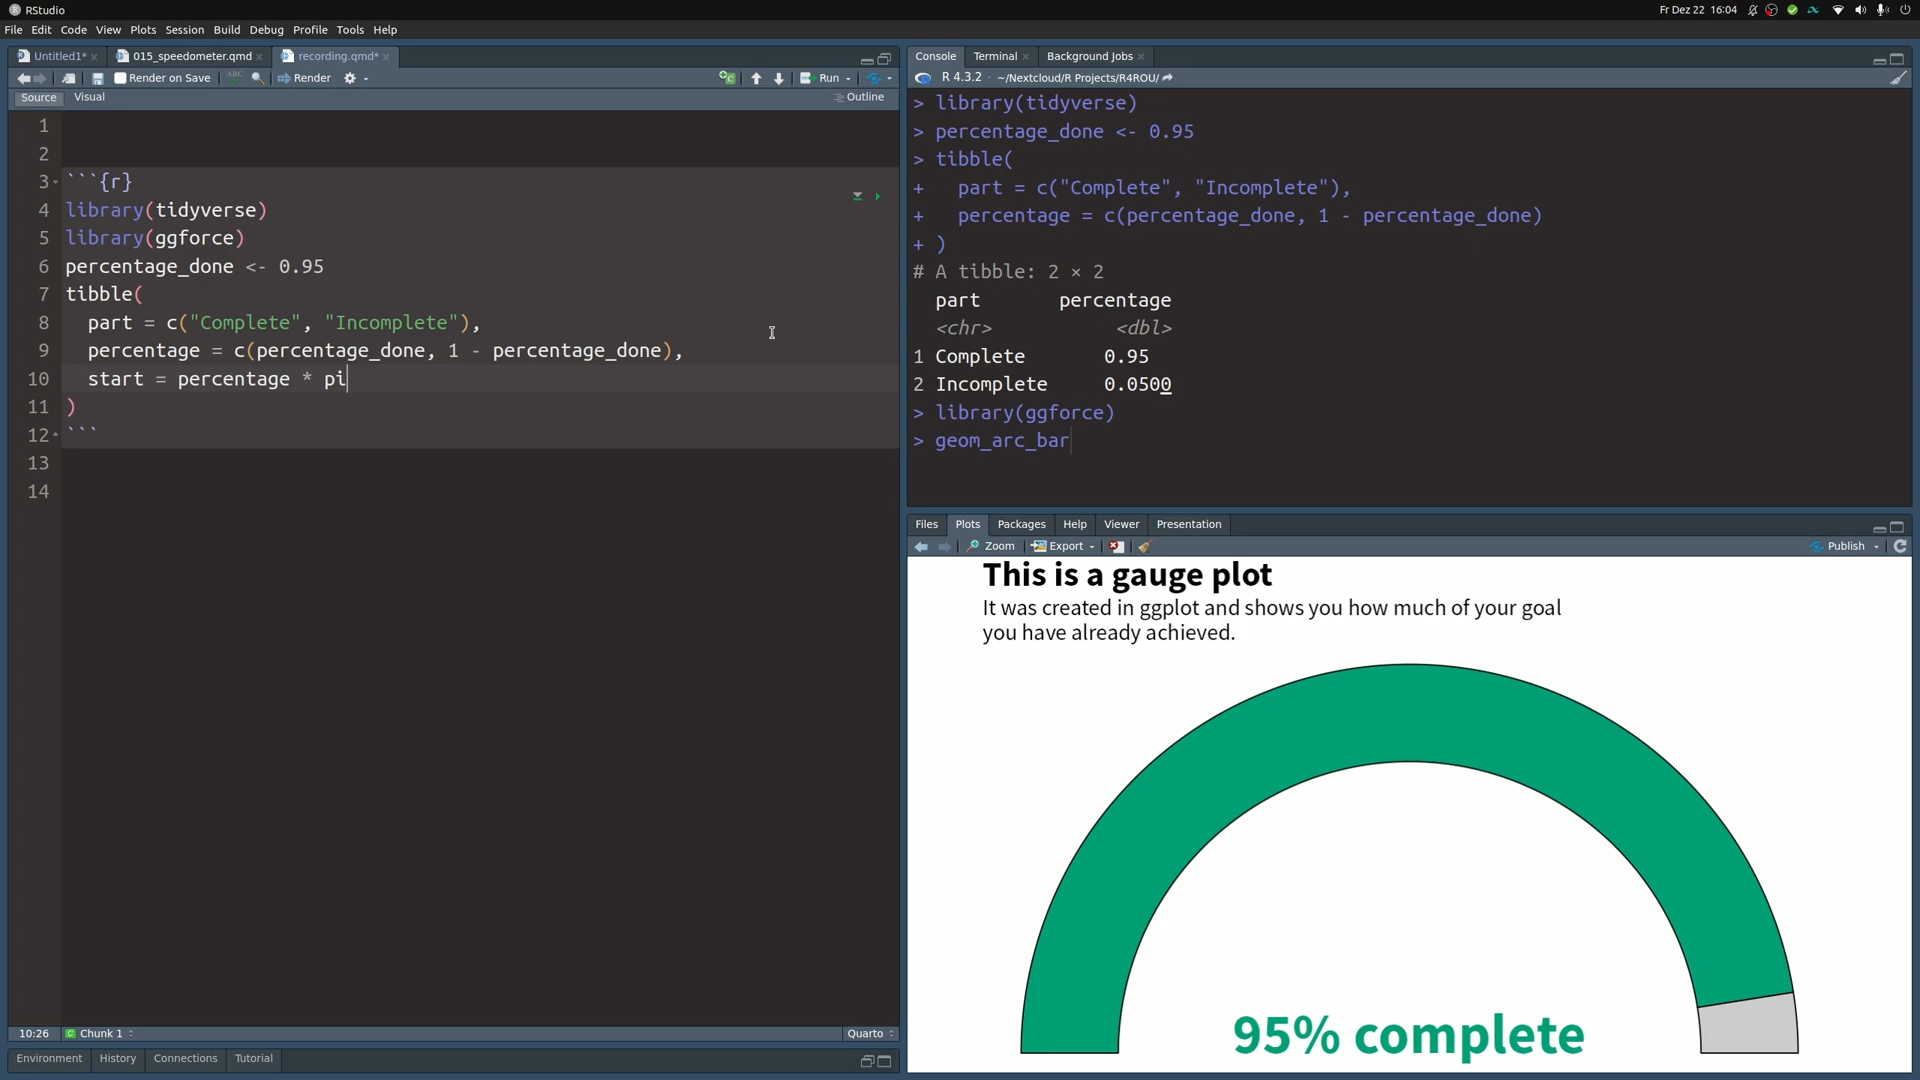 RStudio
Fr Dez 22 16:04
File Edit Code View Plots Session Build Debug Profile Tools Help
Untitled1* 015_speedometer.qmd recording.qmd*
Render on Save ABC Render Run
Source Visual Outline
1
2
3 ```{r}
4 library(tidyverse)
5 library(ggforce)
6 percentage_done <- 0.95
7 tibble(
8   part = c("Complete", "Incomplete"),
9   percentage = c(percentage_done, 1 - percentage_done),
10   start = percentage * pi
11 )
12 ```
13
14
10:26 Chunk 1 Quarto
Environment History Connections Tutorial
Console Terminal Background Jobs
R 4.3.2 · ~/Nextcloud/R Projects/R4ROU/
> library(tidyverse)
> percentage_done <- 0.95
> tibble(
+   part = c("Complete", "Incomplete"),
+   percentage = c(percentage_done, 1 - percentage_done)
+ )
# A tibble: 2 × 2
part percentage
<chr> <dbl>
1 Complete 0.95
2 Incomplete 0.0500
> library(ggforce)
> geom_arc_bar
Files Plots Packages Help Viewer Presentation
Zoom Export Publish
This is a gauge plot
It was created in ggplot and shows you how much of your goal
you have already achieved.
95% complete